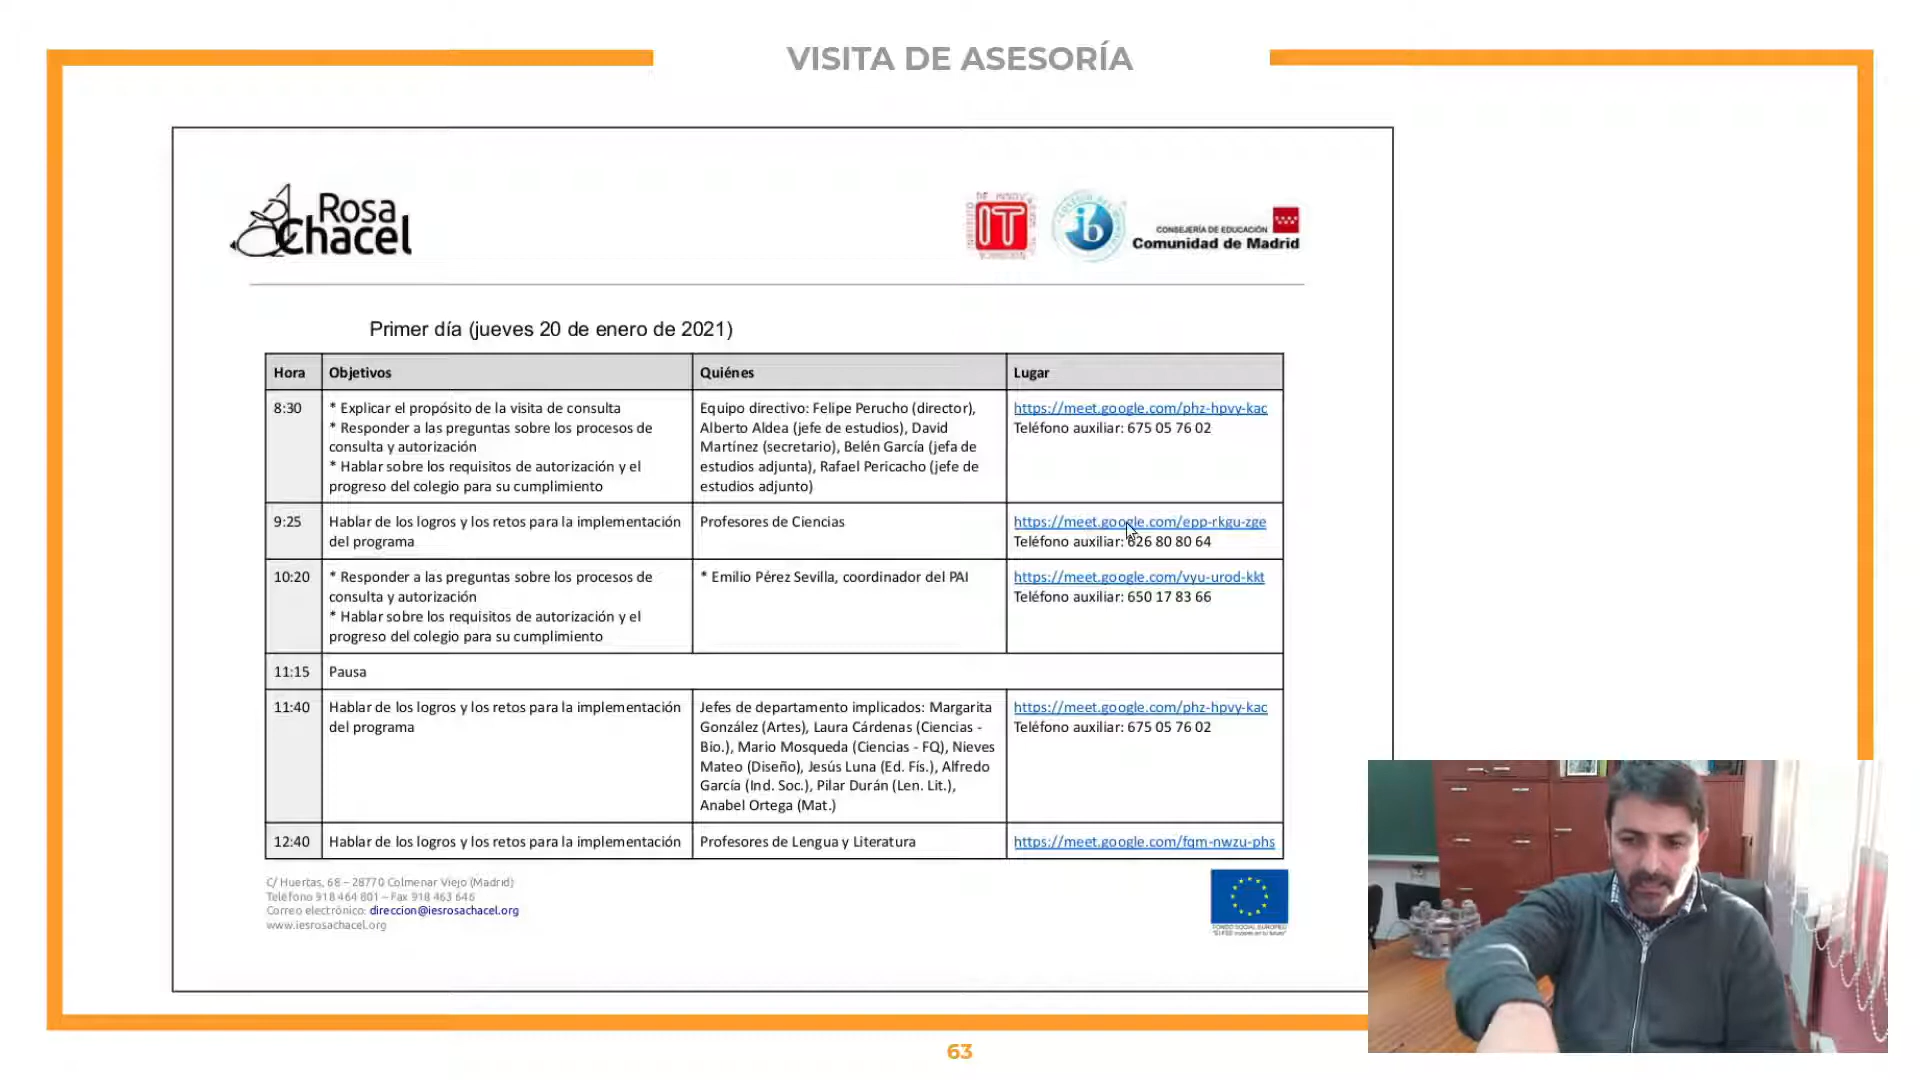 VISITA DE ASESORÍA
Rosa
Chacel
IT
ib
CONSEJERÍA DE EDUCACIÓN
Comunidad de Madrid
Primer día (jueves 20 de enero de 2021)
Hora Objetivos Quiénes Lugar
8:30
* Explicar el propósito de la visita de consulta
* Responder a las preguntas sobre los procesos de
consulta y autorización
* Hablar sobre los requisitos de autorización y el
progreso del colegio para su cumplimiento
Equipo directivo: Felipe Perucho (director),
Alberto Aldea (jefe de estudios), David
Martínez (secretario), Belén García (jefa de
estudios adjunta), Rafael Pericacho (jefe de
estudios adjunto)
https://meet.google.com/phz-hpvy-kac
Teléfono auxiliar: 675 05 76 02
9:25
Hablar de los logros y los retos para la implementación
del programa
Profesores de Ciencias
https://meet.google.com/epp-rkgu-zge
Teléfono auxiliar: 626 80 80 64
10:20
* Responder a las preguntas sobre los procesos de
consulta y autorización
* Hablar sobre los requisitos de autorización y el
progreso del colegio para su cumplimiento
* Emilio Pérez Sevilla, coordinador del PAI
https://meet.google.com/vyu-urod-kkt
Teléfono auxiliar: 650 17 83 66
11:15
Pausa
11:40
Hablar de los logros y los retos para la implementación
del programa
Jefes de departamento implicados: Margarita
González (Artes), Laura Cárdenas (Ciencias -
Bio.), Mario Mosqueda (Ciencias - FQ), Nieves
Mateo (Diseño), Jesús Luna (Ed. Fís.), Alfredo
García (Ind. Soc.), Pilar Durán (Len. Lit.),
Anabel Ortega (Mat.)
https://meet.google.com/phz-hpvy-kac
Teléfono auxiliar: 675 05 76 02
12:40
Hablar de los logros y los retos para la implementación
Profesores de Lengua y Literatura
https://meet.google.com/fqm-nwzu-phs
C/ Huertas, 68 – 28770 Colmenar Viejo (Madrid)
Teléfono 918 464 801 – Fax 918 463 646
Correo electrónico: direccion@iesrosachacel.org
www.iesrosachacel.org
FONDO SOCIAL EUROPEO
63